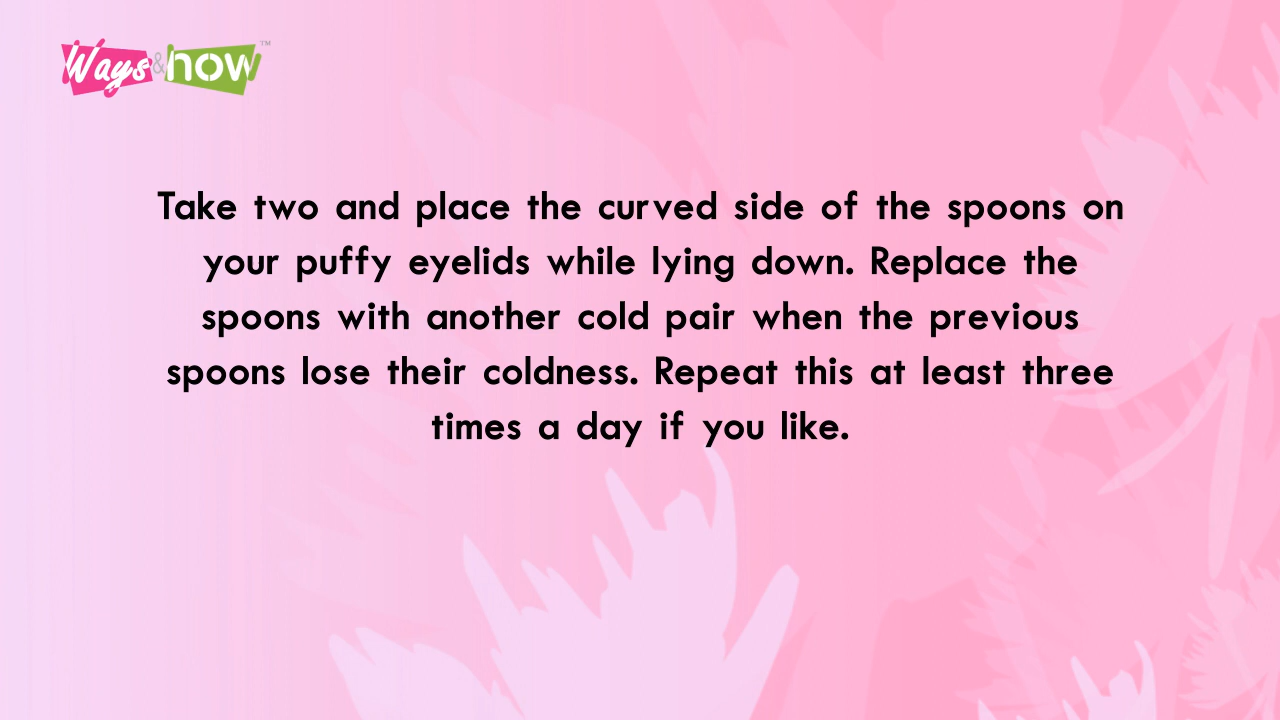 Ways & how ™
Take two and place the curved side of the spoons on
your puffy eyelids while lying down. Replace the
spoons with another cold pair when the previous
spoons lose their coldness. Repeat this at least three
times a day if you like.